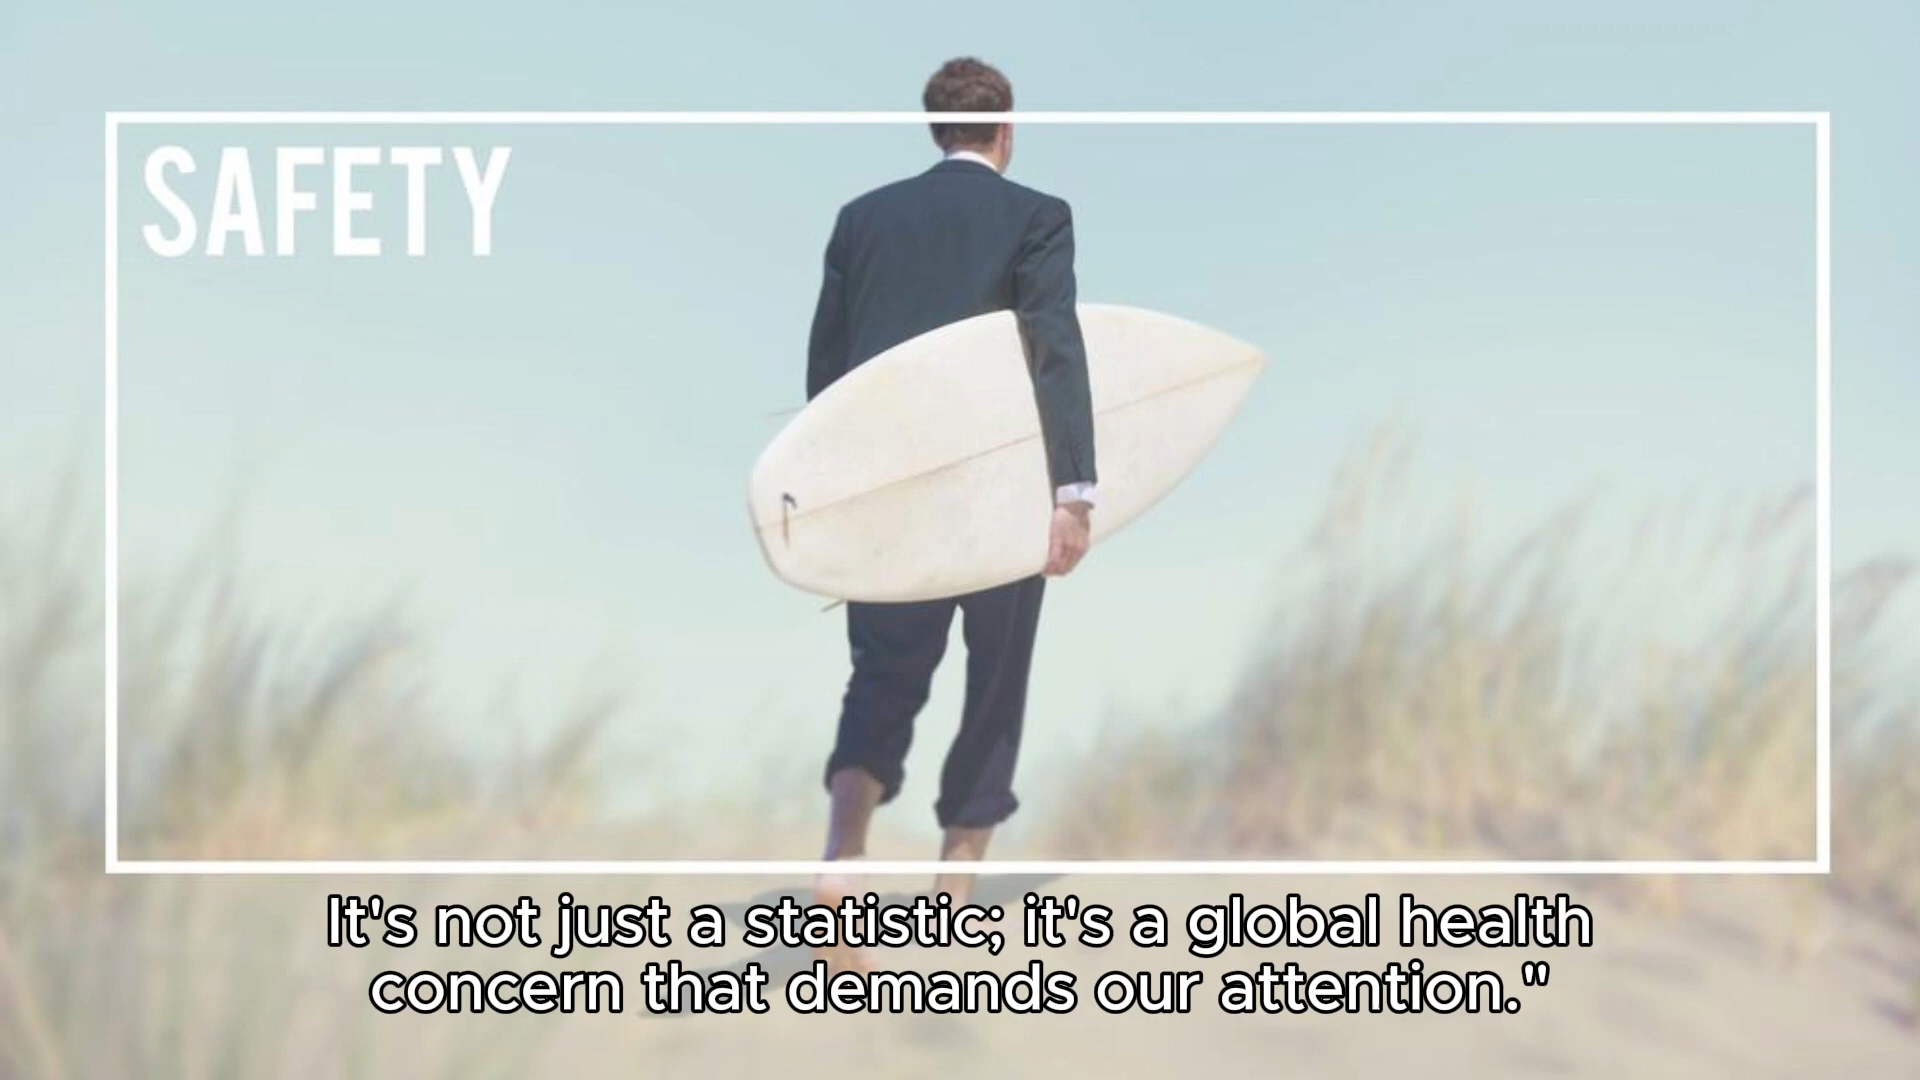 SAFETY
It's not just a statistic; it's a global health
concern that demands our attention."